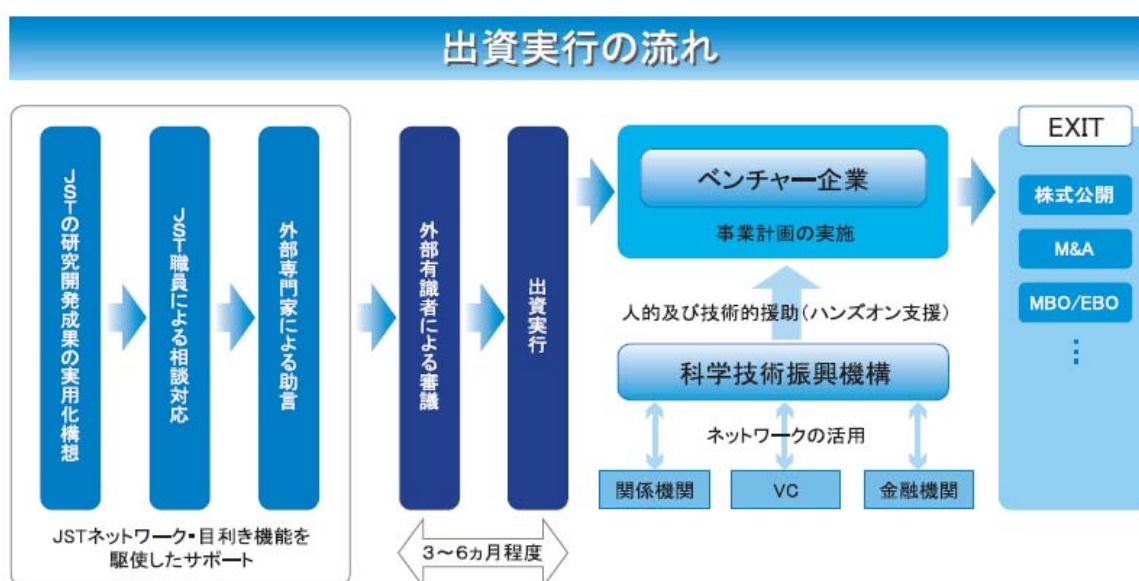 出資実行の流れ
JSTの研究開発成果の実用化構想
JST職員による相談対応
外部専門家による助言
JSTネットワーク・目利き機能を
駆使したサポート
外部有識者による審議
出資実行
3～6ヵ月程度
ベンチャー企業
事業計画の実施
人的及び技術的援助(ハンズオン支援)
科学技術振興機構
ネットワークの活用
関係機関
VC
金融機関
EXIT
株式公開
M&A
MBO/EBO
⋮